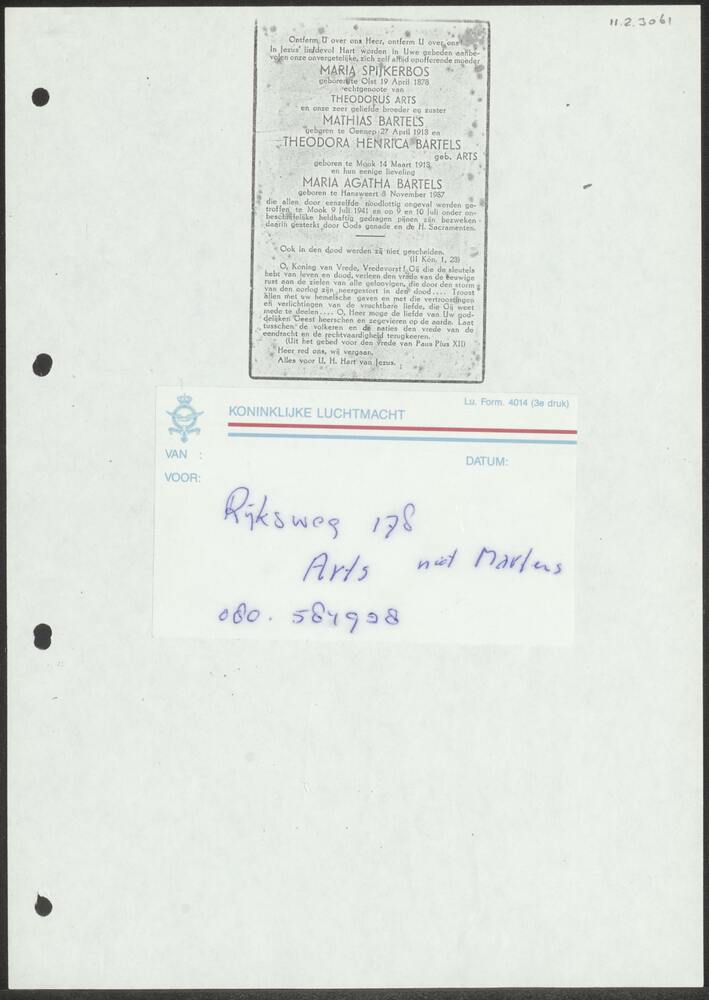 11.2.3061
Ontferm U over ons Heer, ontferm U over ons!
In Jezus' liefdevol Hart worden in Uwe gebeden aanbe-
volen onze onvergetelijke, zich zelf altijd opofferende moeder
MARIA SPIJKERBOS
geboren te Olst 19 April 1878
echtgenoote van
THEODORUS ARTS
en onze zoer geliefde broeder en zuster
MATHIAS BARTELS
geboren te Gennep 27 April 1913 en
THEODORA HENRICA BARTELS
geb. ARTS
geboren te Mook 14 Maart 1913
en hun eenige lieveling
MARIA AGATHA BARTELS
geboren te Hansweert 8 November 1937
die allen door eenzelfde noodlottig ongeval werden ge-
troffen te Mook 9 Juli 1941 en op 9 en 10 Juli onder on-
beschrijfelijke heldhaftig gedragen pijnen zijn bezweken
daarin gesterkt door Gods genade en de H. Sacramenten.
Ook in den dood werden zij niet gescheiden.
(II Kon. 1, 23)
O, Koning van Vrede, Vredevorst! Gij die de sleutels
hebt van leven en dood, verleen den vrede van de eeuwige
rust aan de zielen van alle geloovigen, die door den storm
van den oorlog zijn neergestort in den dood.... Troost
allen met uw hemelsche gaven en met die vertroostingen
en verlichtingen van de vruchtbare liefde, die Gij weet
mede te deelen.... O, Heer moge de liefde van Uw god-
delijken Geest heerschen en zegevieren op de aarde. Laat
tusschen de volkeren en de naties den vrede van de
eendracht en de rechtvaardigheid terugkeeren.
(Uit het gebed voor den Vrede van Paus Pius XII)
Heer red ons, wij vergaan.
Alles voor U, H. Hart van Jezus.
Lu. Form. 4014 (3e druk)
KONINKLIJKE LUCHTMACHT
VAN :
DATUM:
VOOR:
Rijksweg 178
Arts niet Martens
080. 584998